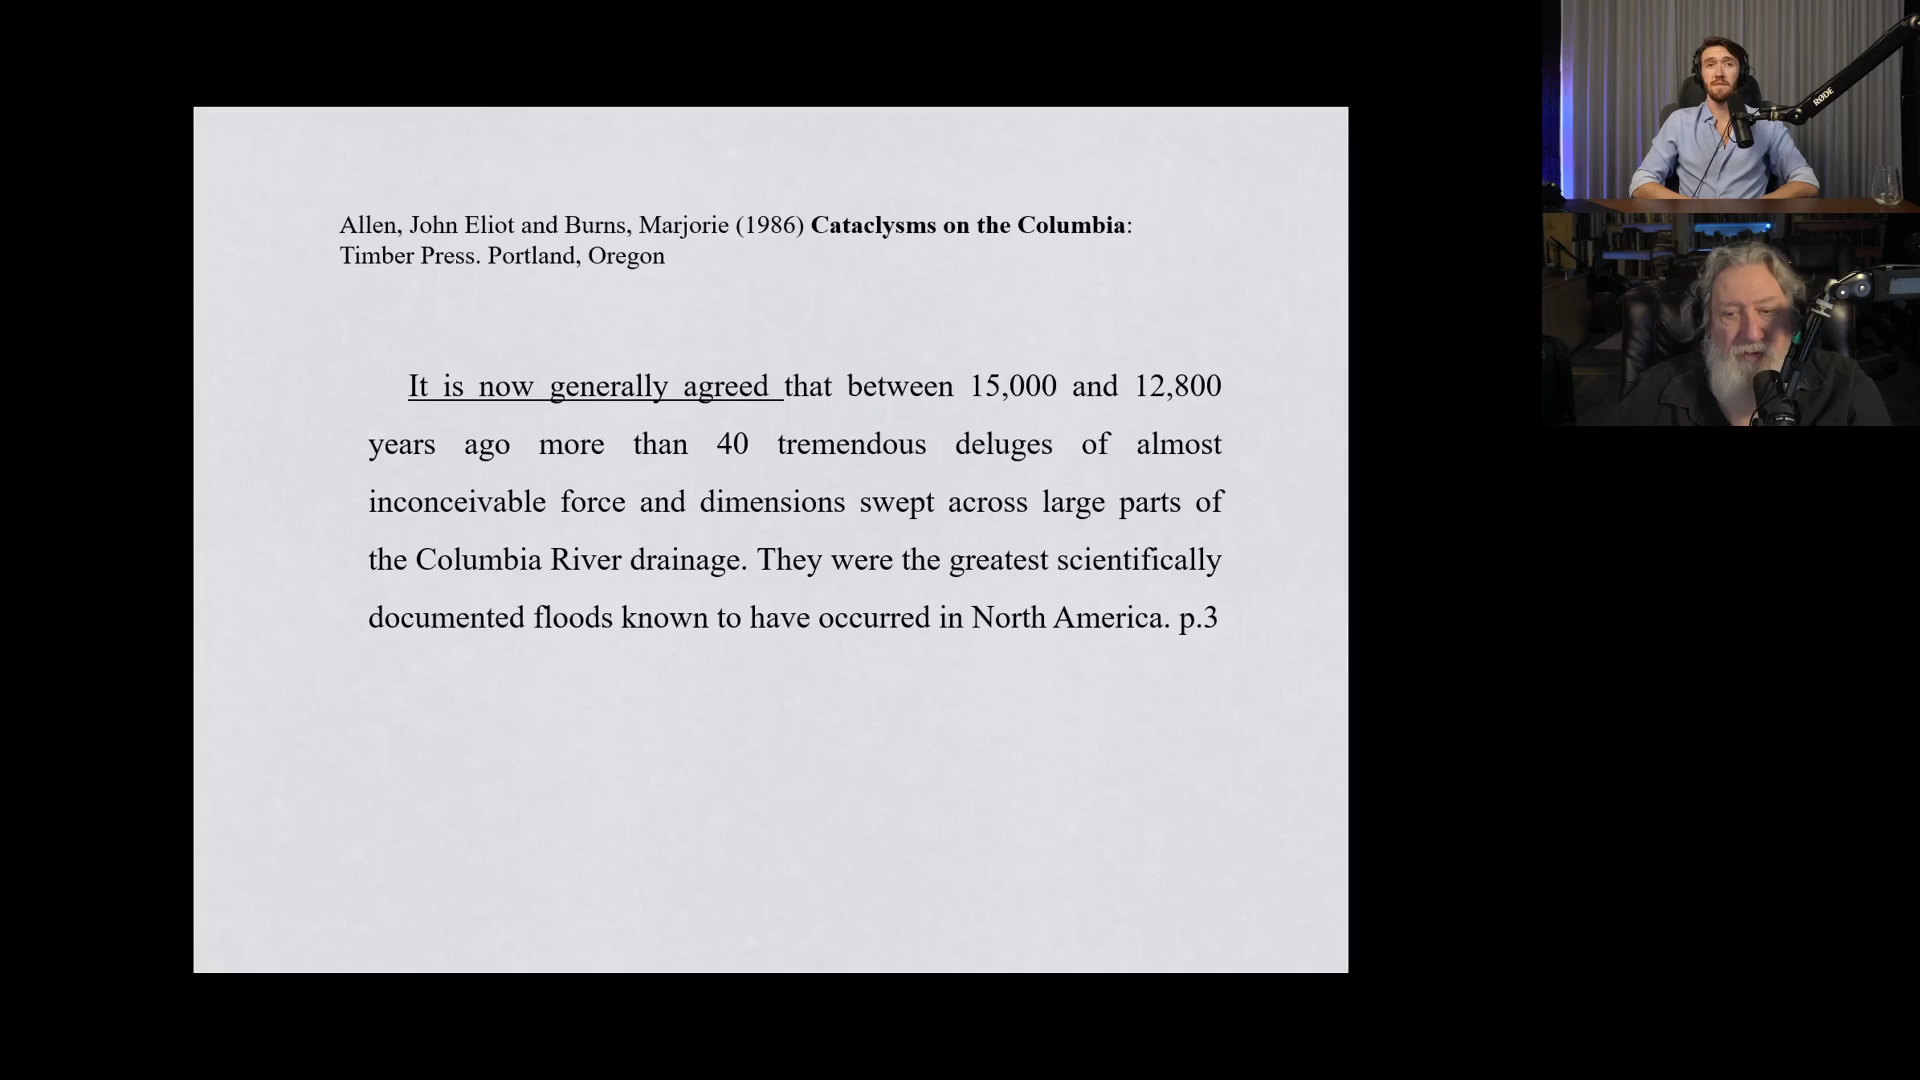 Allen, John Eliot and Burns, Marjorie (1986) Cataclysms on the Columbia:
Timber Press. Portland, Oregon
It is now generally agreed that between 15,000 and 12,800
years ago more than 40 tremendous deluges of almost
inconceivable force and dimensions swept across large parts of
the Columbia River drainage. They were the greatest scientifically
documented floods known to have occurred in North America. p.3
RØDE